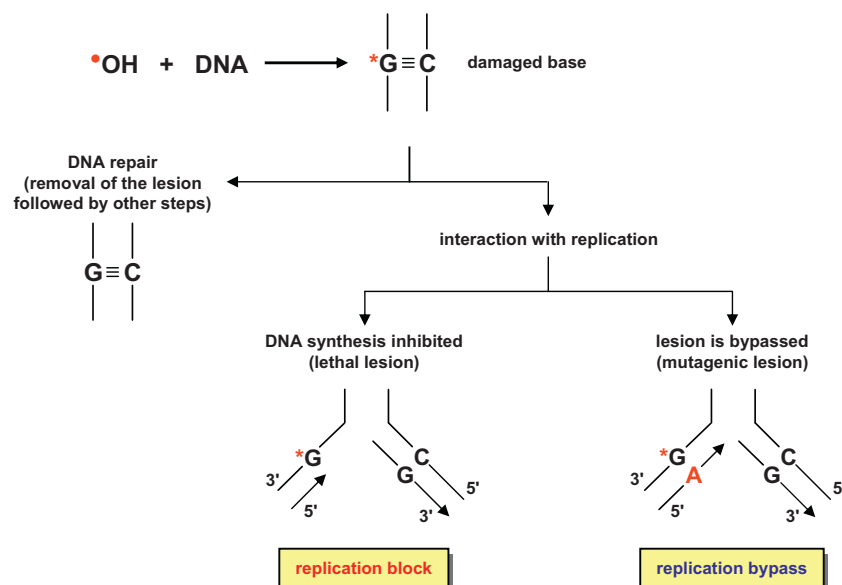 •OH + DNA
*G≡C damaged base
DNA repair
(removal of the lesion
followed by other steps)
interaction with replication
G≡C
DNA synthesis inhibited
(lethal lesion)
lesion is bypassed
(mutagenic lesion)
*G
C
3'
G
5'
5'
3'
*G
C
3'
A
G
5
5'
3'
replication block
replication bypass